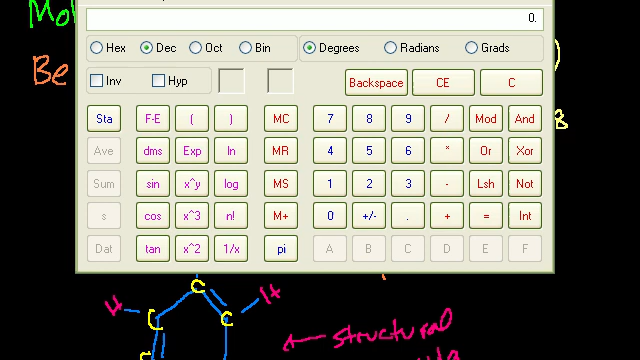 Mol
0.
Hex Dec Oct Bin Degrees Radians Grads
Be
Inv Hyp Backspace CE C
Sta F-E ( ) MC 7 8 9 / Mod And
8
Ave dms Exp ln MR 4 5 6 * Or Xor
Sum sin x^y log MS 1 2 3 - Lsh Not
s cos x^3 n! M+ 0 +/- . + = Int
Dat tan x^2 1/x pi A B C D E F
C
H H
C C
structural
C